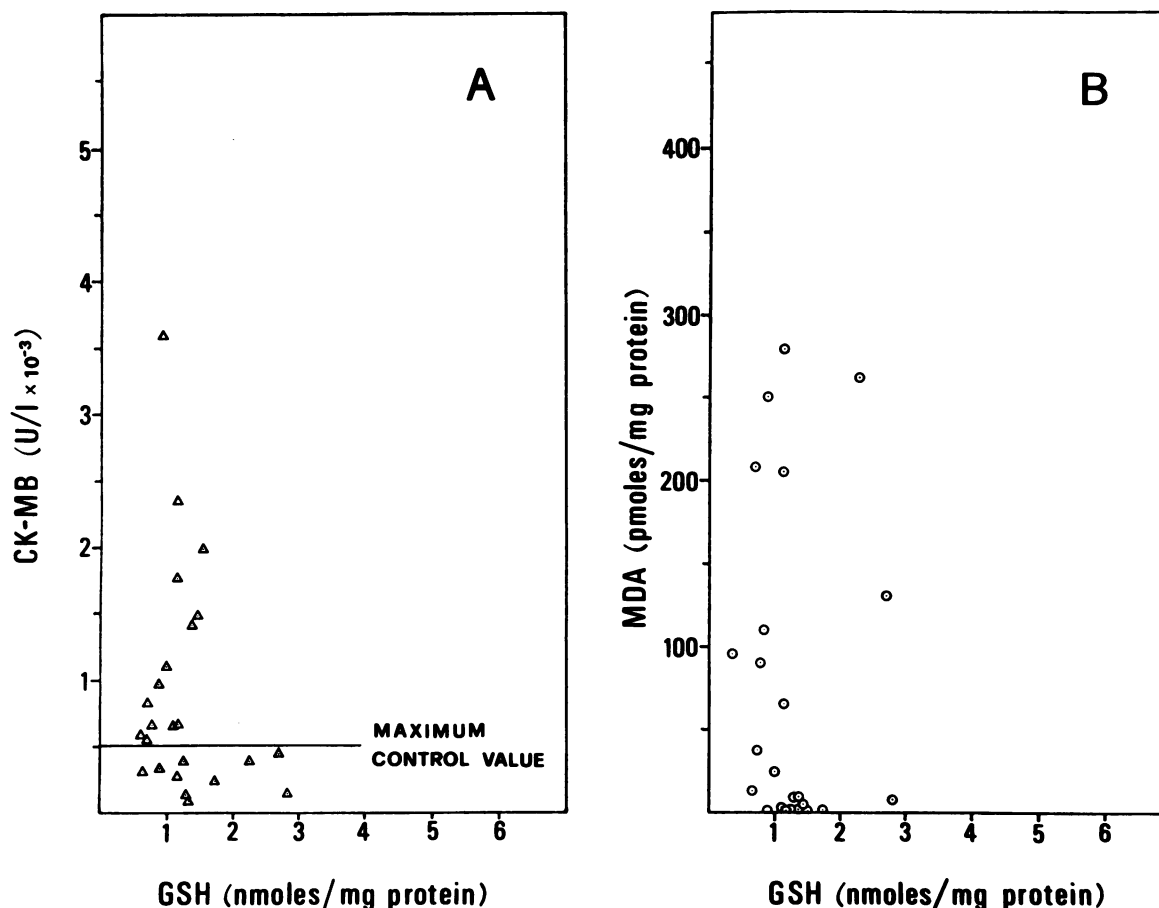 A
5
4
3
2
1
CK-MB (U/l × 10⁻³)
MAXIMUM
CONTROL VALUE
1 2 3 4 5 6
GSH (nmoles/mg protein)
B
400
300
200
100
MDA (pmoles/mg protein)
1 2 3 4 5 6
GSH (nmoles/mg protein)